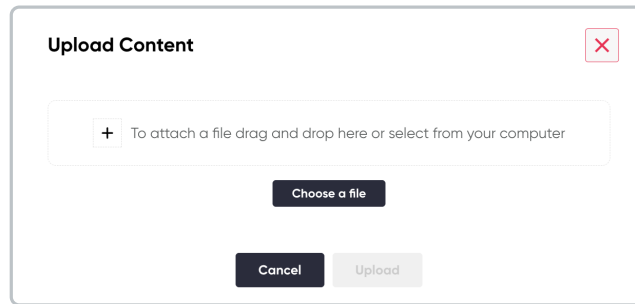 Upload Content
+ To attach a file drag and drop here or select from your computer
Choose a file
Cancel Upload